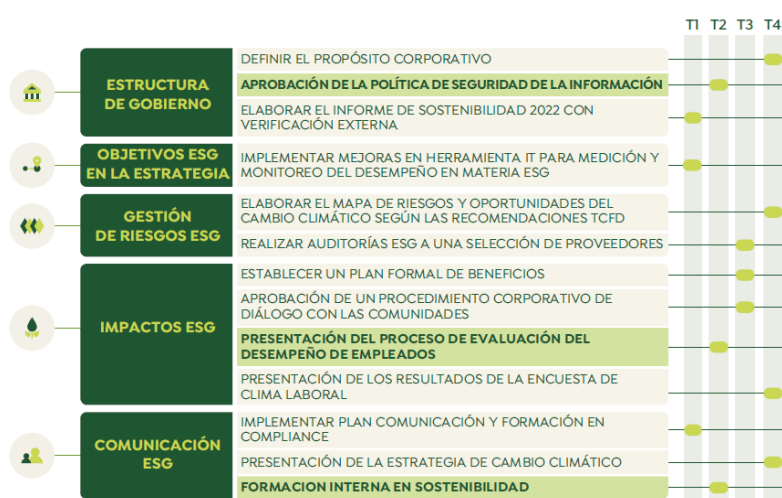 T1 T2 T3 T4
ESTRUCTURA
DE GOBIERNO
DEFINIR EL PROPÓSITO CORPORATIVO
APROBACIÓN DE LA POLÍTICA DE SEGURIDAD DE LA INFORMACIÓN
ELABORAR EL INFORME DE SOSTENIBILIDAD 2022 CON
VERIFICACIÓN EXTERNA
OBJETIVOS ESG
EN LA ESTRATEGIA
IMPLEMENTAR MEJORAS EN HERRAMIENTA IT PARA MEDICIÓN Y
MONITOREO DEL DESEMPEÑO EN MATERIA ESG
GESTIÓN
DE RIESGOS ESG
ELABORAR EL MAPA DE RIESGOS Y OPORTUNIDADES DEL
CAMBIO CLIMÁTICO SEGÚN LAS RECOMENDACIONES TCFD
REALIZAR AUDITORÍAS ESG A UNA SELECCIÓN DE PROVEEDORES
IMPACTOS ESG
ESTABLECER UN PLAN FORMAL DE BENEFICIOS
APROBACIÓN DE UN PROCEDIMIENTO CORPORATIVO DE
DIÁLOGO CON LAS COMUNIDADES
PRESENTACIÓN DEL PROCESO DE EVALUACIÓN DEL
DESEMPEÑO DE EMPLEADOS
PRESENTACIÓN DE LOS RESULTADOS DE LA ENCUESTA DE
CLIMA LABORAL
COMUNICACIÓN
ESG
IMPLEMENTAR PLAN COMUNICACIÓN Y FORMACIÓN EN
COMPLIANCE
PRESENTACIÓN DE LA ESTRATEGIA DE CAMBIO CLIMÁTICO
FORMACION INTERNA EN SOSTENIBILIDAD